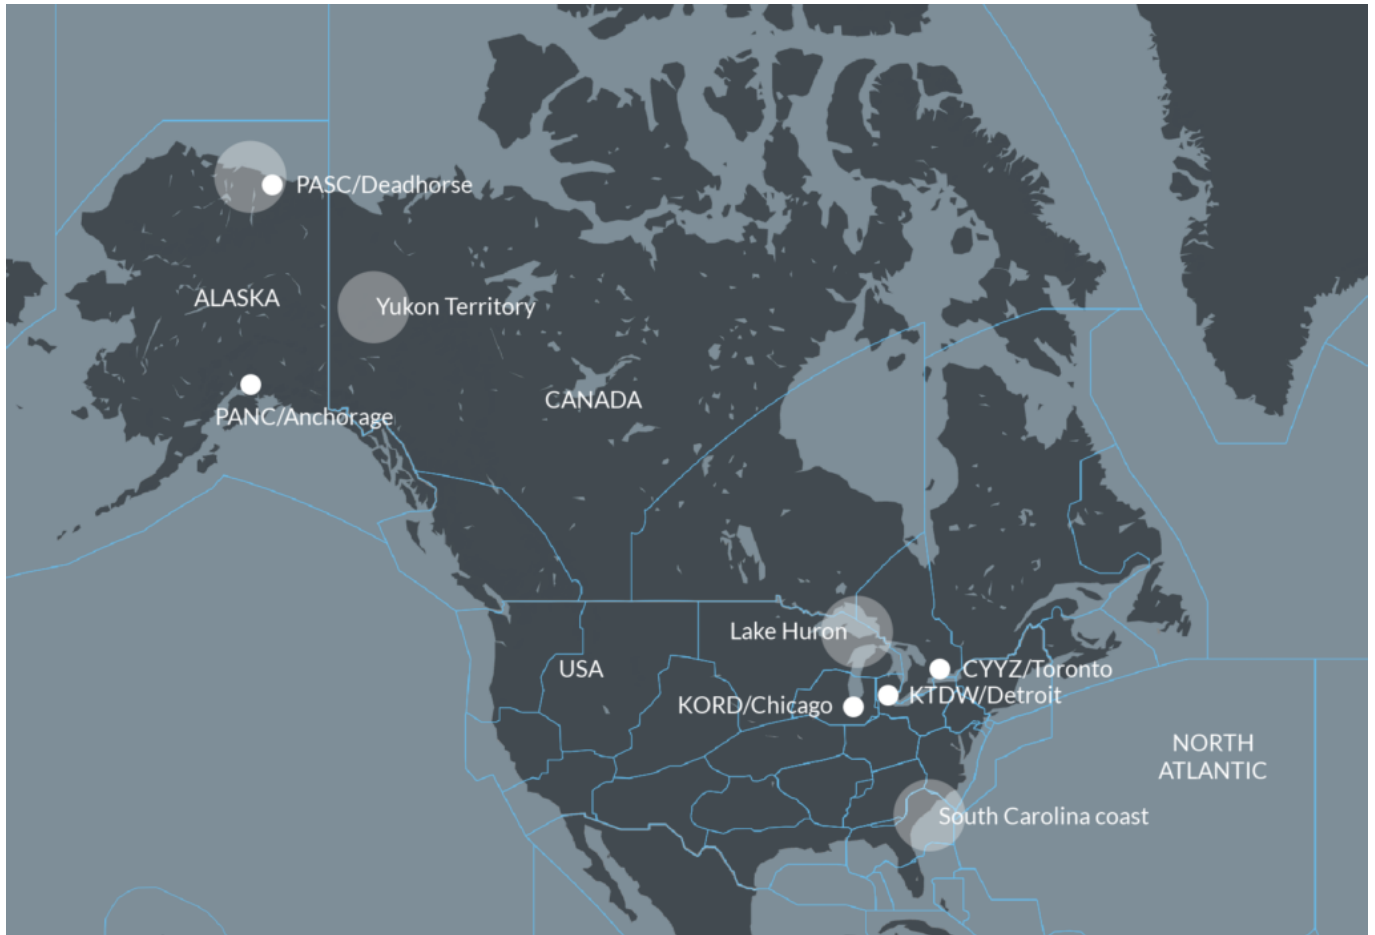 PASC/Deadhorse
ALASKA
Yukon Territory
CANADA
PANC/Anchorage
Lake Huron
USA
CYYZ/Toronto
KTDW/Detroit
KORD/Chicago
NORTH
ATLANTIC
South Carolina coast